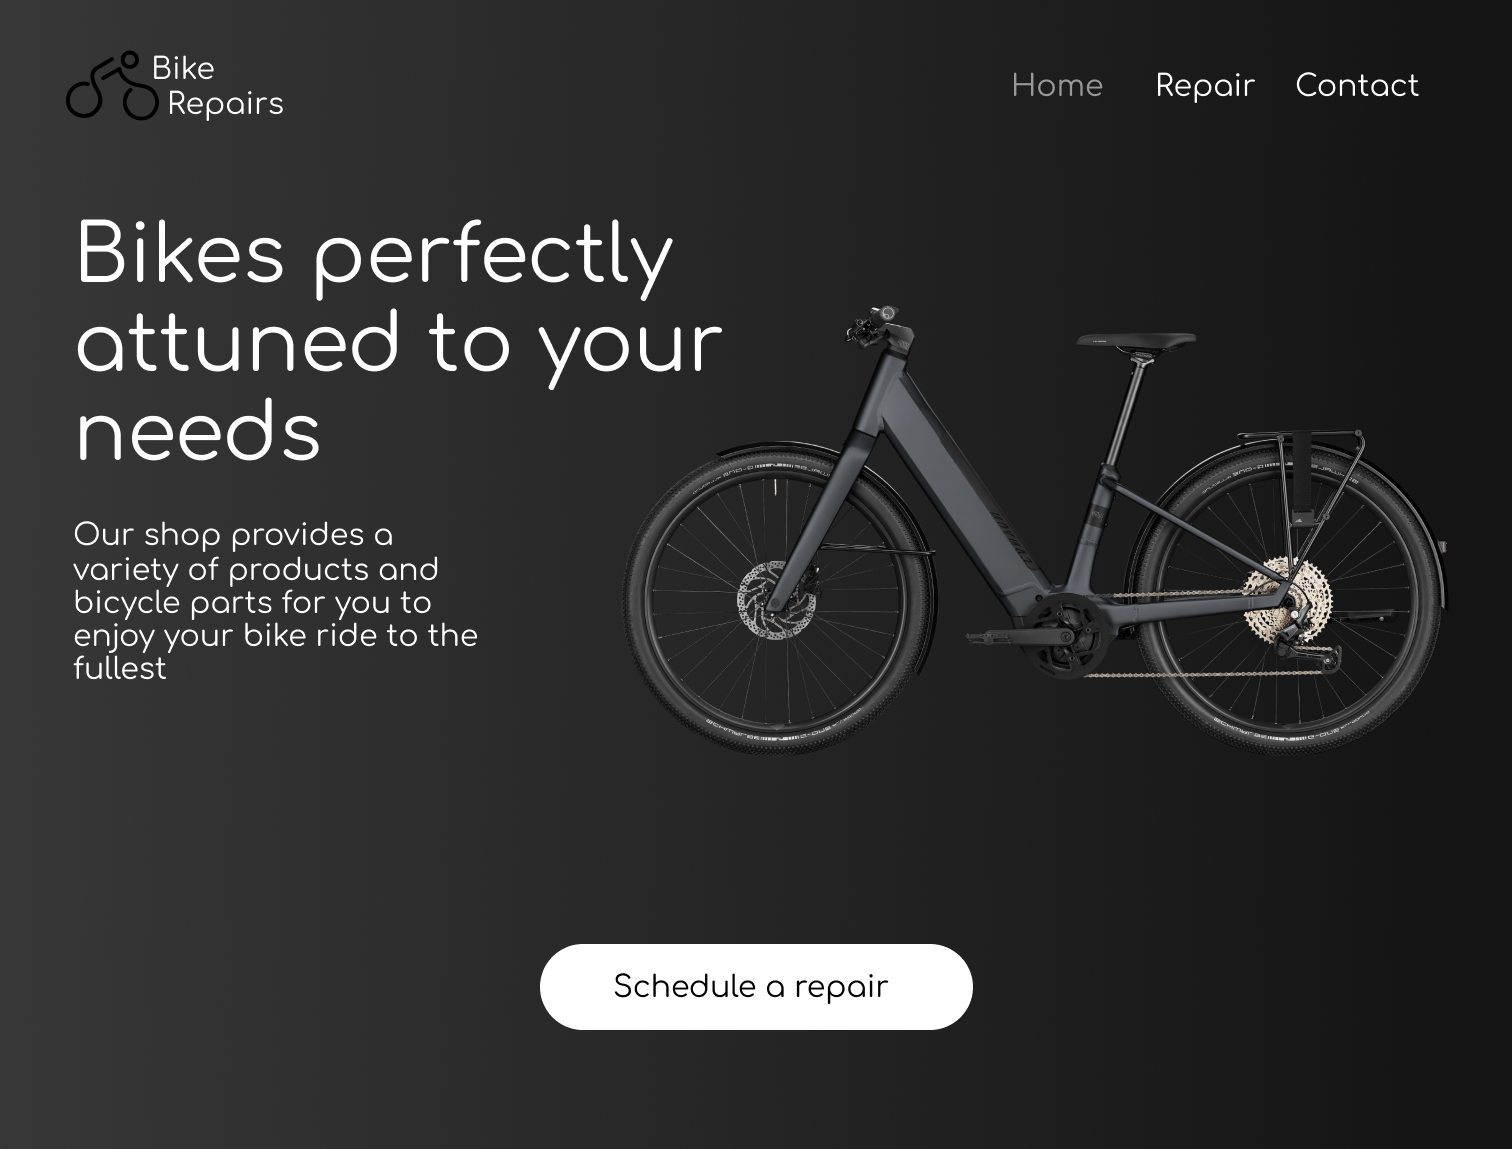 Bike
Repairs
Home Repair Contact
Bikes perfectly
attuned to your
needs
Our shop provides a
variety of products and
bicycle parts for you to
enjoy your bike ride to the
fullest
Schedule a repair